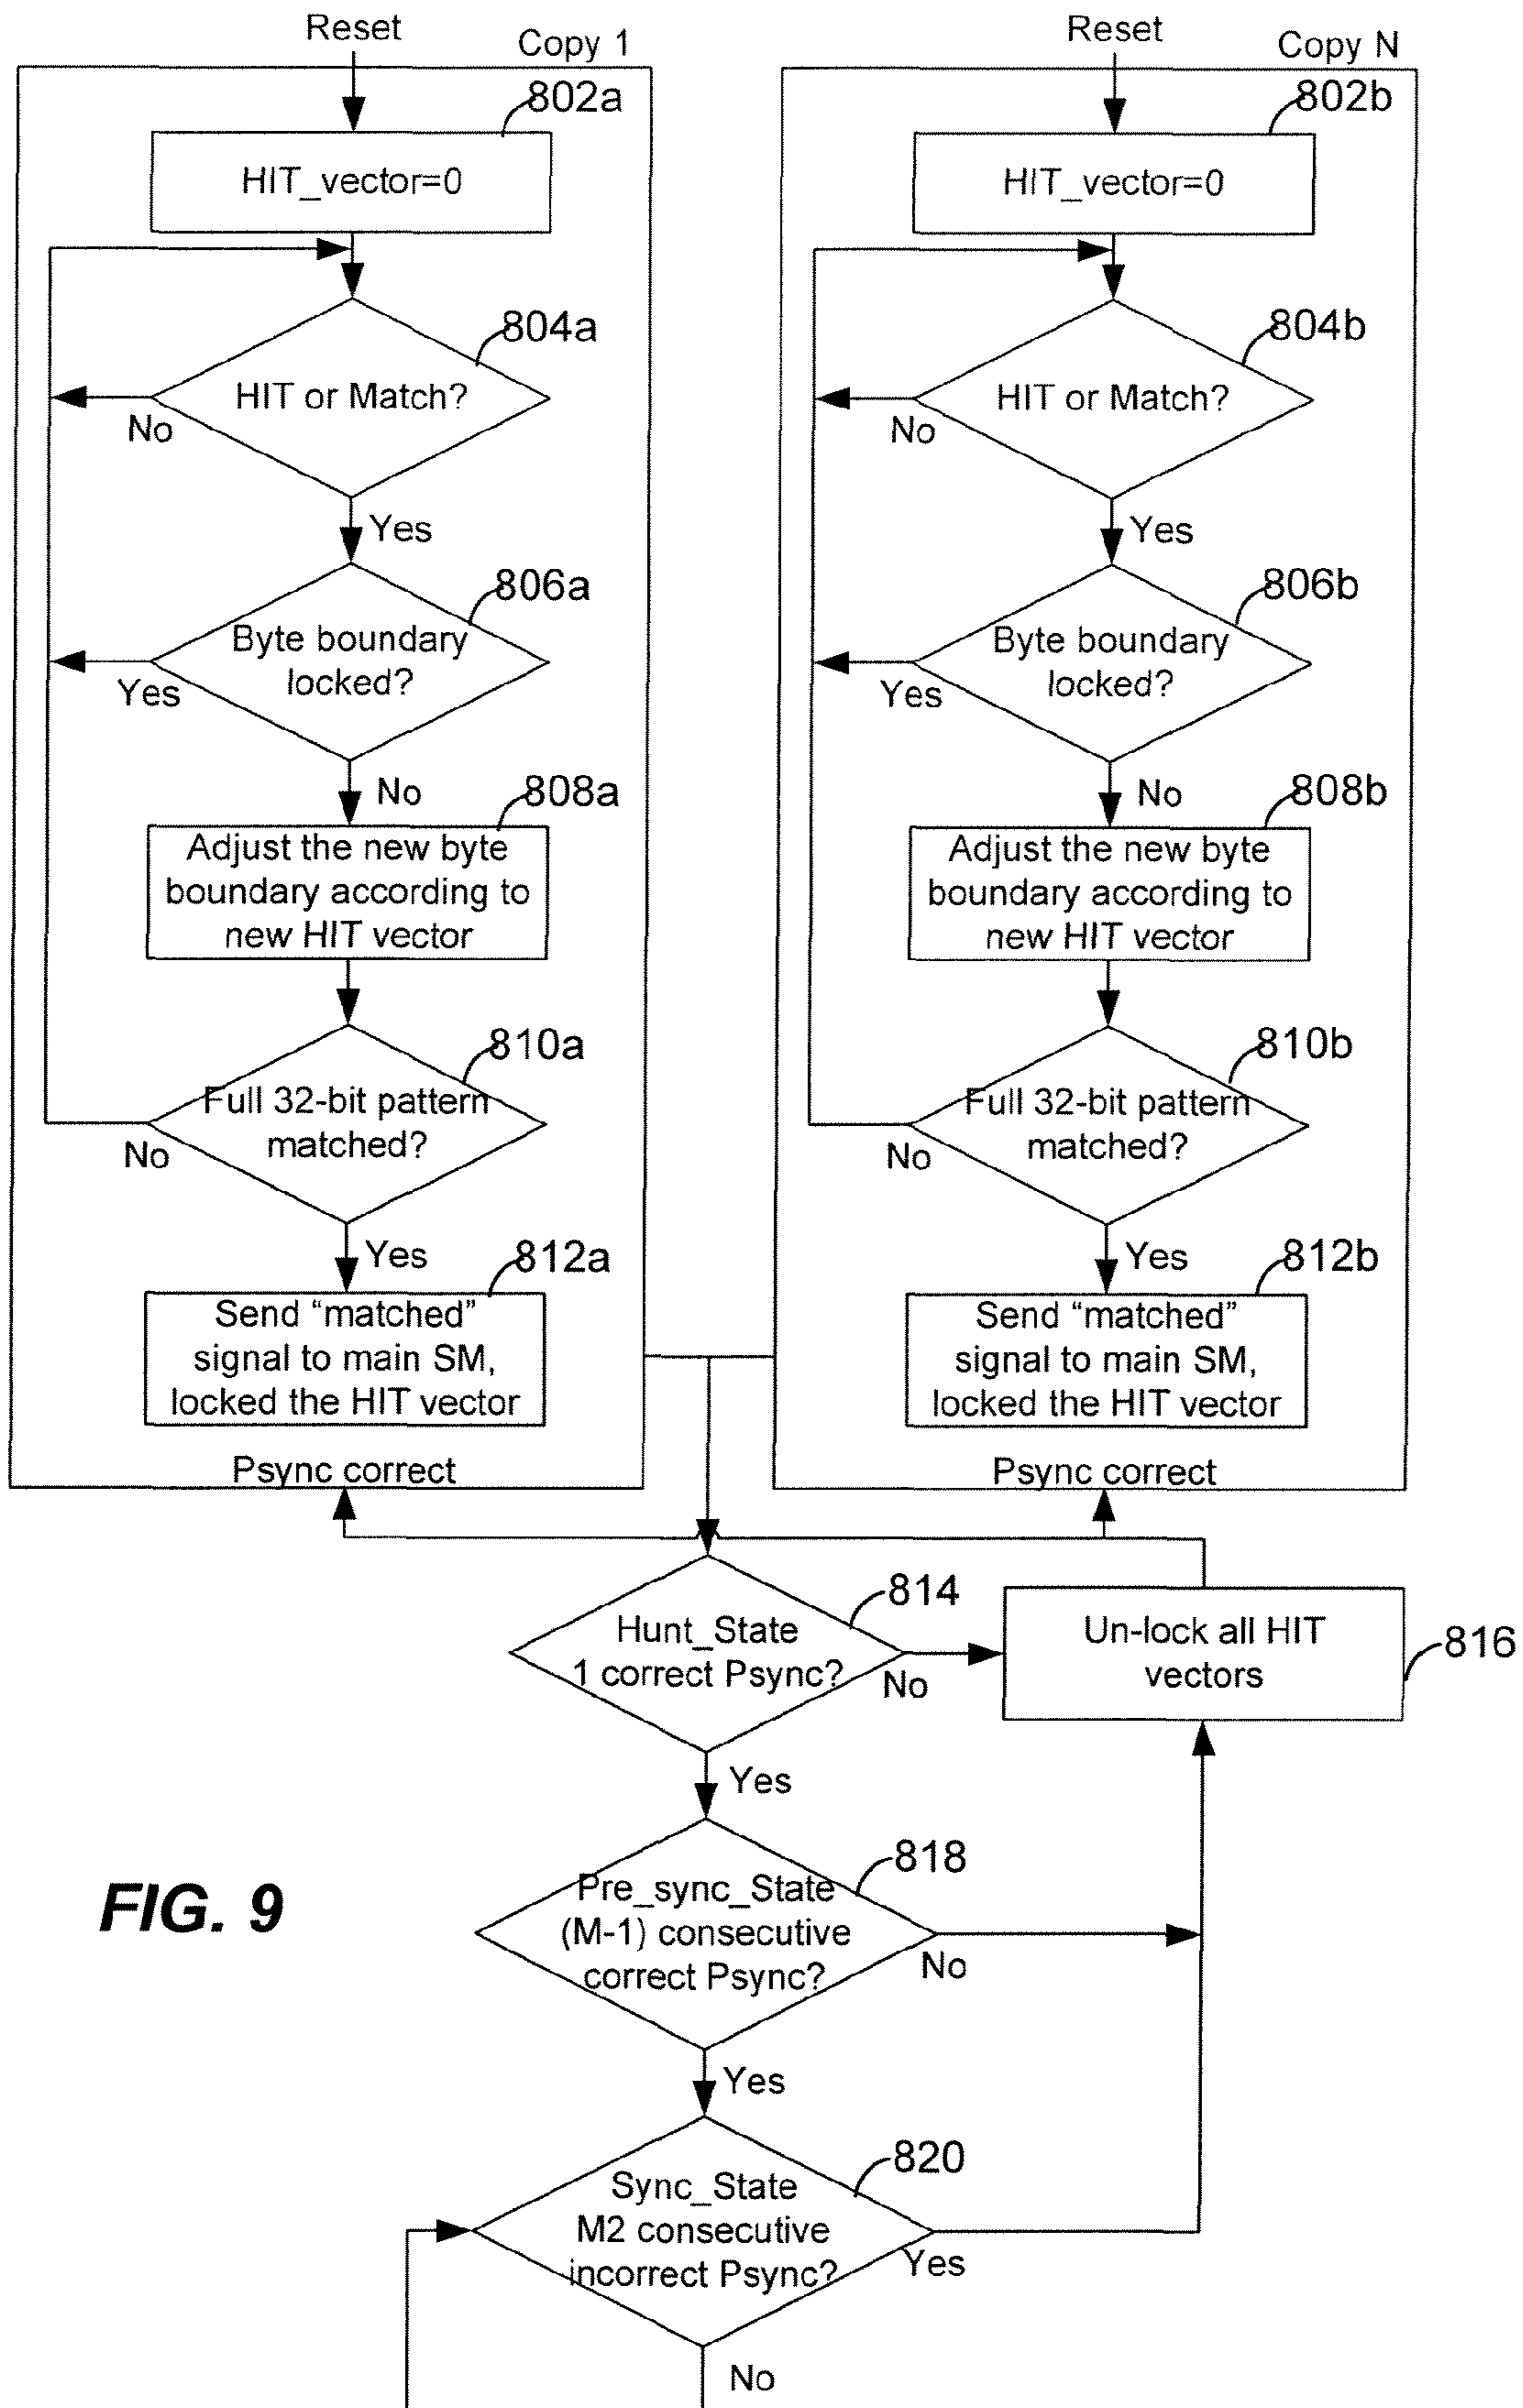 Reset
Copy 1
802a
HIT_vector=0
804a
HIT or Match?
No
Yes
806a
Byte boundary
locked?
Yes
No
808a
Adjust the new byte
boundary according to
new HIT vector
810a
Full 32-bit pattern
matched?
No
Yes
812a
Send “matched”
signal to main SM,
locked the HIT vector
Psync correct
Reset
Copy N
802b
HIT_vector=0
804b
HIT or Match?
No
Yes
806b
Byte boundary
locked?
Yes
No
808b
Adjust the new byte
boundary according to
new HIT vector
810b
Full 32-bit pattern
matched?
No
Yes
812b
Send “matched”
signal to main SM,
locked the HIT vector
Psync correct
814
Hunt_State
1 correct Psync?
No
Un-lock all HIT
vectors
816
Yes
818
Pre_sync_State
(M-1) consecutive
correct Psync?
No
Yes
820
Sync_State
M2 consecutive
incorrect Psync?
Yes
No
FIG. 9